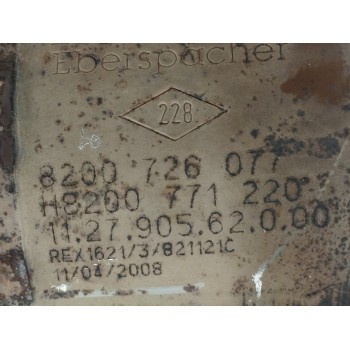 Eberspächer
228
8200 726 077
H8200 771 220
11.27.905.62.0.00
REX1621/3/821121C
11/04/2008